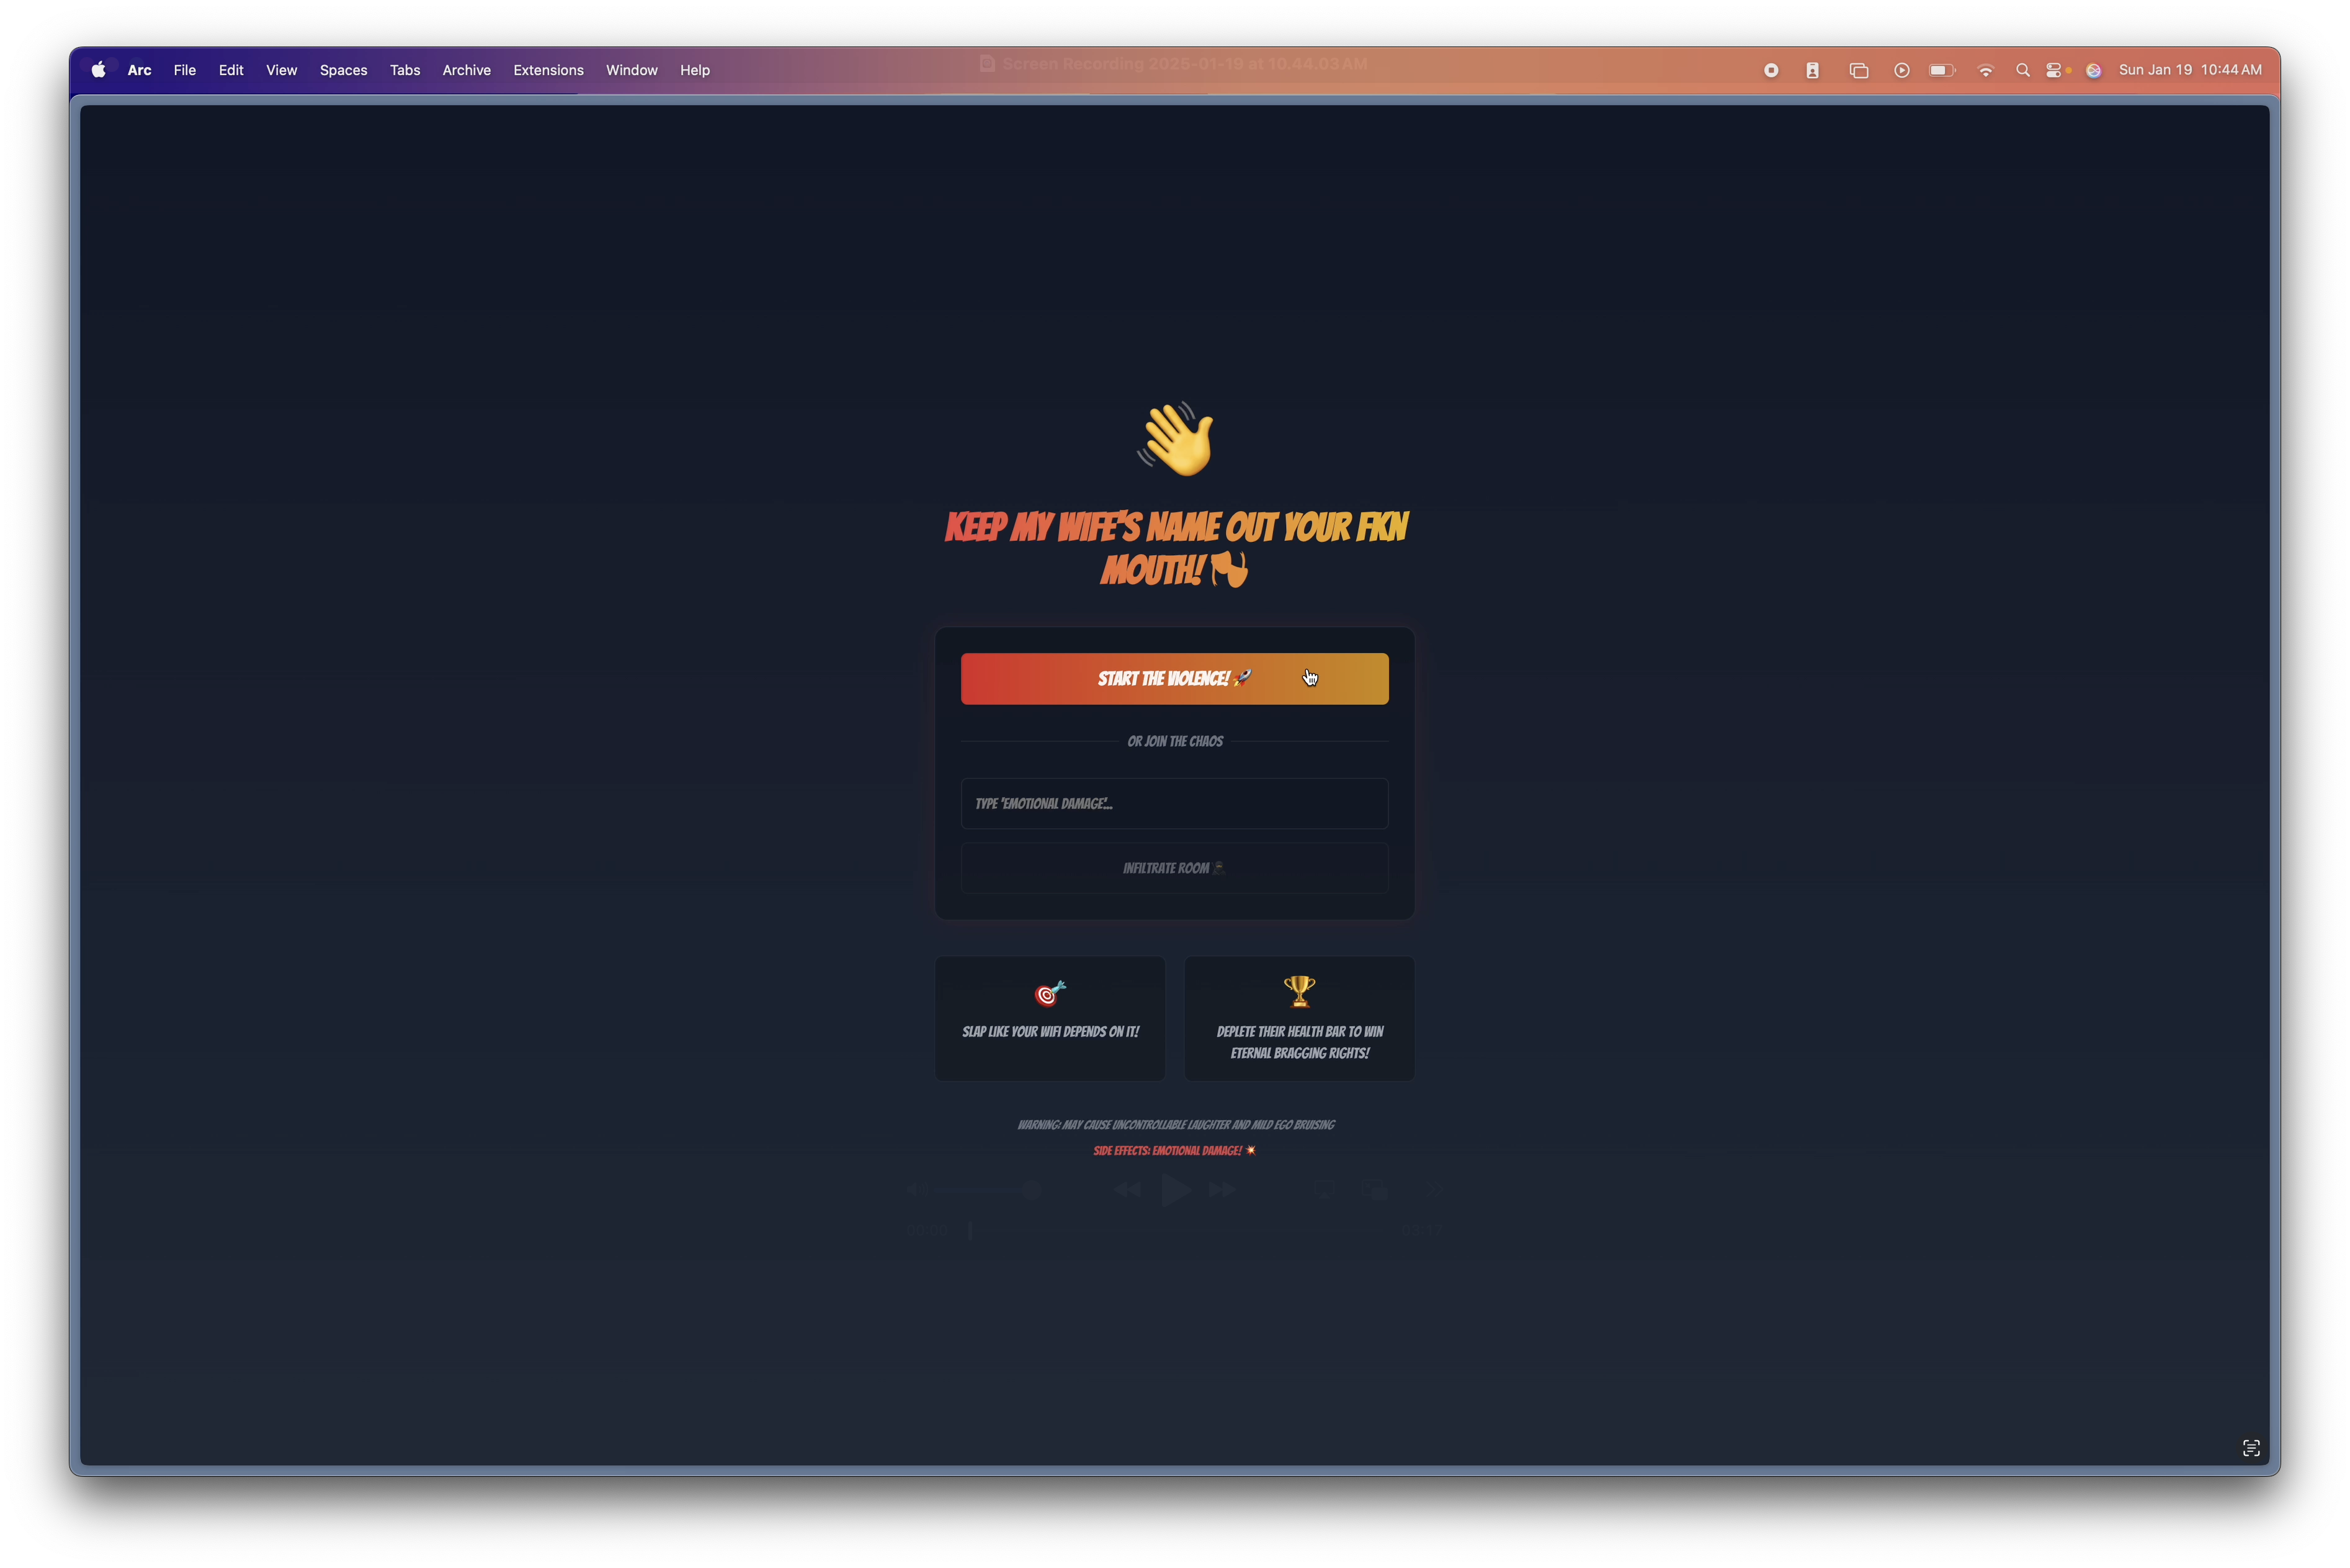 Screen Recording 2025-01-19 at 10.44.03 AM
Arc File Edit View Spaces Tabs Archive Extensions Window Help Sun Jan 19 10:44 AM
KEEP MY WIFE'S NAME OUT YOUR FKN
MOUTH!
START THE VIOLENCE! 🚀
OR JOIN THE CHAOS
TYPE 'EMOTIONAL DAMAGE'...
INFILTRATE ROOM 🥷
SLAP LIKE YOUR WIFI DEPENDS ON IT!
DEPLETE THEIR HEALTH BAR TO WIN
ETERNAL BRAGGING RIGHTS!
WARNING: MAY CAUSE UNCONTROLLABLE LAUGHTER AND MILD EGO BRUISING
SIDE EFFECTS: EMOTIONAL DAMAGE! 💥